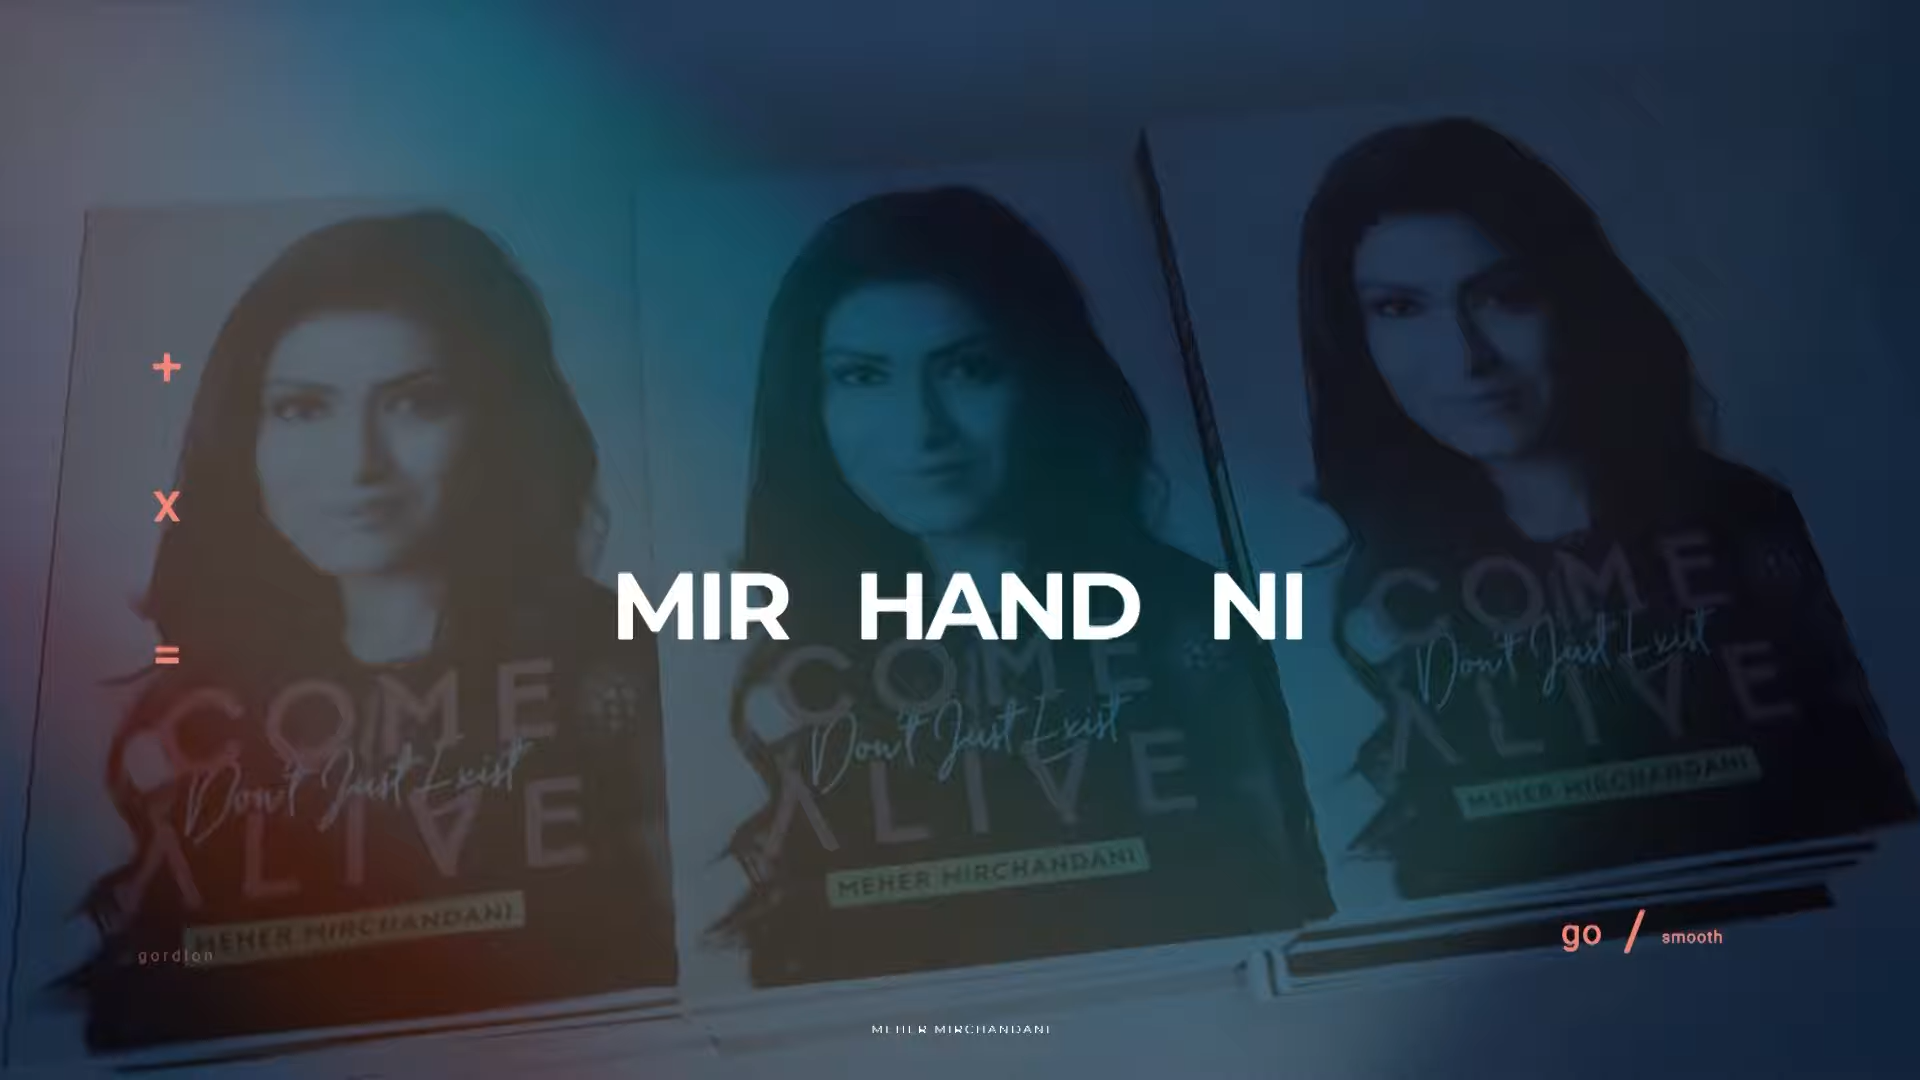 +
x
=
MIR HAND NI
COME
Don't Just Exist
ALIVE
MEHER MIRCHANDANI
COME
Don't Just Exist
ALIVE
MEHER MIRCHANDANI
COME
Don't Just Exist
ALIVE
MEHER MIRCHANDANI
gordion
go / smooth
MEHER MIRCHANDANI